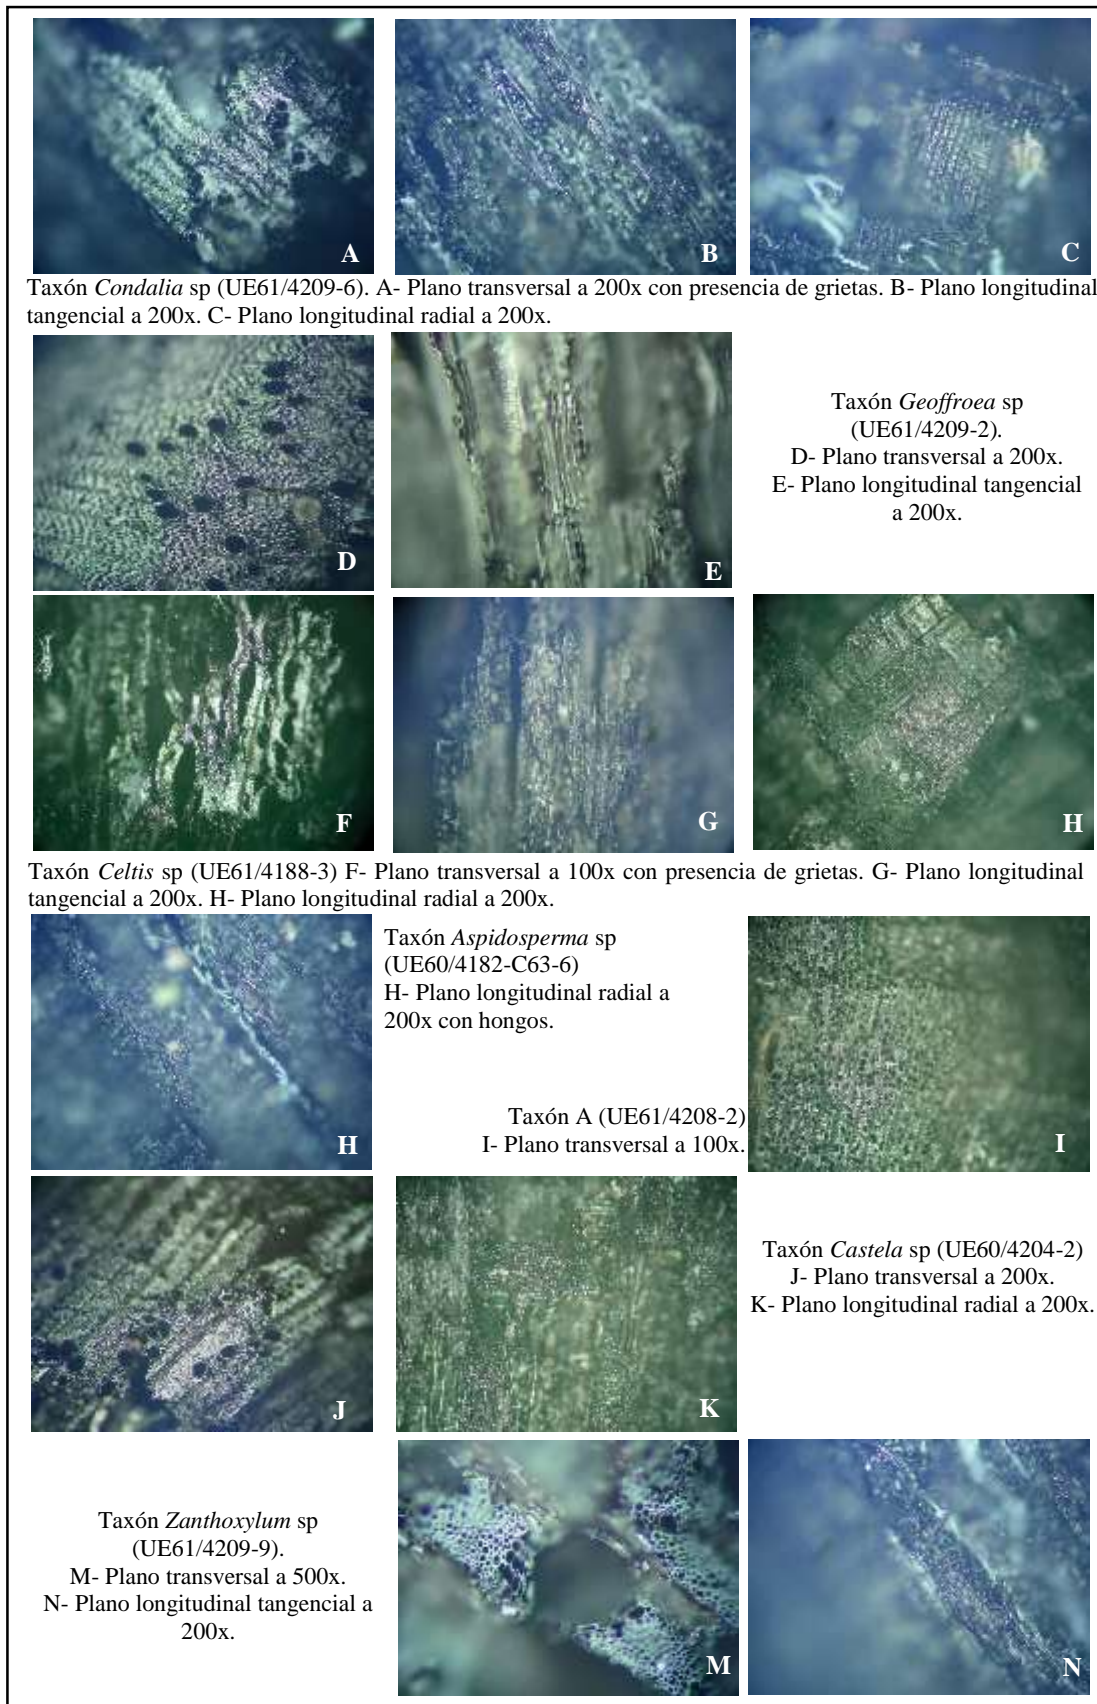 A
B
C
Taxón Condalia sp (UE61/4209-6). A- Plano transversal a 200x con presencia de grietas. B- Plano longitudinal
tangencial a 200x. C- Plano longitudinal radial a 200x.
D
E
Taxón Geoffroea sp
(UE61/4209-2).
D- Plano transversal a 200x.
E- Plano longitudinal tangencial
a 200x.
F
G
H
Taxón Celtis sp (UE61/4188-3) F- Plano transversal a 100x con presencia de grietas. G- Plano longitudinal
tangencial a 200x. H- Plano longitudinal radial a 200x.
H
Taxón Aspidosperma sp
(UE60/4182-C63-6)
H- Plano longitudinal radial a
200x con hongos.
Taxón A (UE61/4208-2)
I- Plano transversal a 100x.
I
J
K
Taxón Castela sp (UE60/4204-2)
J- Plano transversal a 200x.
K- Plano longitudinal radial a 200x.
Taxón Zanthoxylum sp
(UE61/4209-9).
M- Plano transversal a 500x.
N- Plano longitudinal tangencial a
200x.
M
N